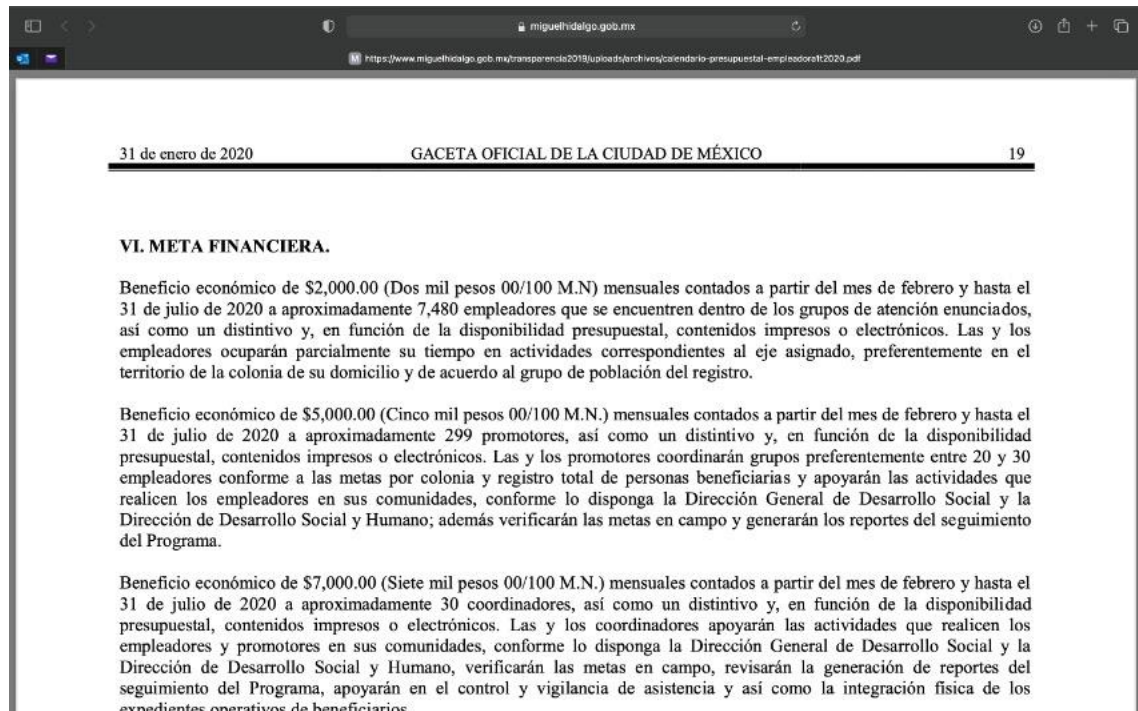 miguelhidalgo.gob.mx
https://www.miguelhidalgo.gob.mx/transparencia2018/uploads/archivos/calendario-presupuestal-empleadora1t2020.pdf
31 de enero de 2020 GACETA OFICIAL DE LA CIUDAD DE MÉXICO 19
VI. META FINANCIERA.
Beneficio económico de $2,000.00 (Dos mil pesos 00/100 M.N) mensuales contados a partir del mes de febrero y hasta el
31 de julio de 2020 a aproximadamente 7,480 empleadores que se encuentren dentro de los grupos de atención enunciados,
así como un distintivo y, en función de la disponibilidad presupuestal, contenidos impresos o electrónicos. Las y los
empleadores ocuparán parcialmente su tiempo en actividades correspondientes al eje asignado, preferentemente en el
territorio de la colonia de su domicilio y de acuerdo al grupo de población del registro.
Beneficio económico de $5,000.00 (Cinco mil pesos 00/100 M.N.) mensuales contados a partir del mes de febrero y hasta el
31 de julio de 2020 a aproximadamente 299 promotores, así como un distintivo y, en función de la disponibilidad
presupuestal, contenidos impresos o electrónicos. Las y los promotores coordinarán grupos preferentemente entre 20 y 30
empleadores conforme a las metas por colonia y registro total de personas beneficiarias y apoyarán las actividades que
realicen los empleadores en sus comunidades, conforme lo disponga la Dirección General de Desarrollo Social y la
Dirección de Desarrollo Social y Humano; además verificarán las metas en campo y generarán los reportes del seguimiento
del Programa.
Beneficio económico de $7,000.00 (Siete mil pesos 00/100 M.N.) mensuales contados a partir del mes de febrero y hasta el
31 de julio de 2020 a aproximadamente 30 coordinadores, así como un distintivo y, en función de la disponibilidad
presupuestal, contenidos impresos o electrónicos. Las y los coordinadores apoyarán las actividades que realicen los
empleadores y promotores en sus comunidades, conforme lo disponga la Dirección General de Desarrollo Social y la
Dirección de Desarrollo Social y Humano, verificarán las metas en campo, revisarán la generación de reportes del
seguimiento del Programa, apoyarán en el control y vigilancia de asistencia y así como la integración física de los
expedientes operativos de beneficiarios.